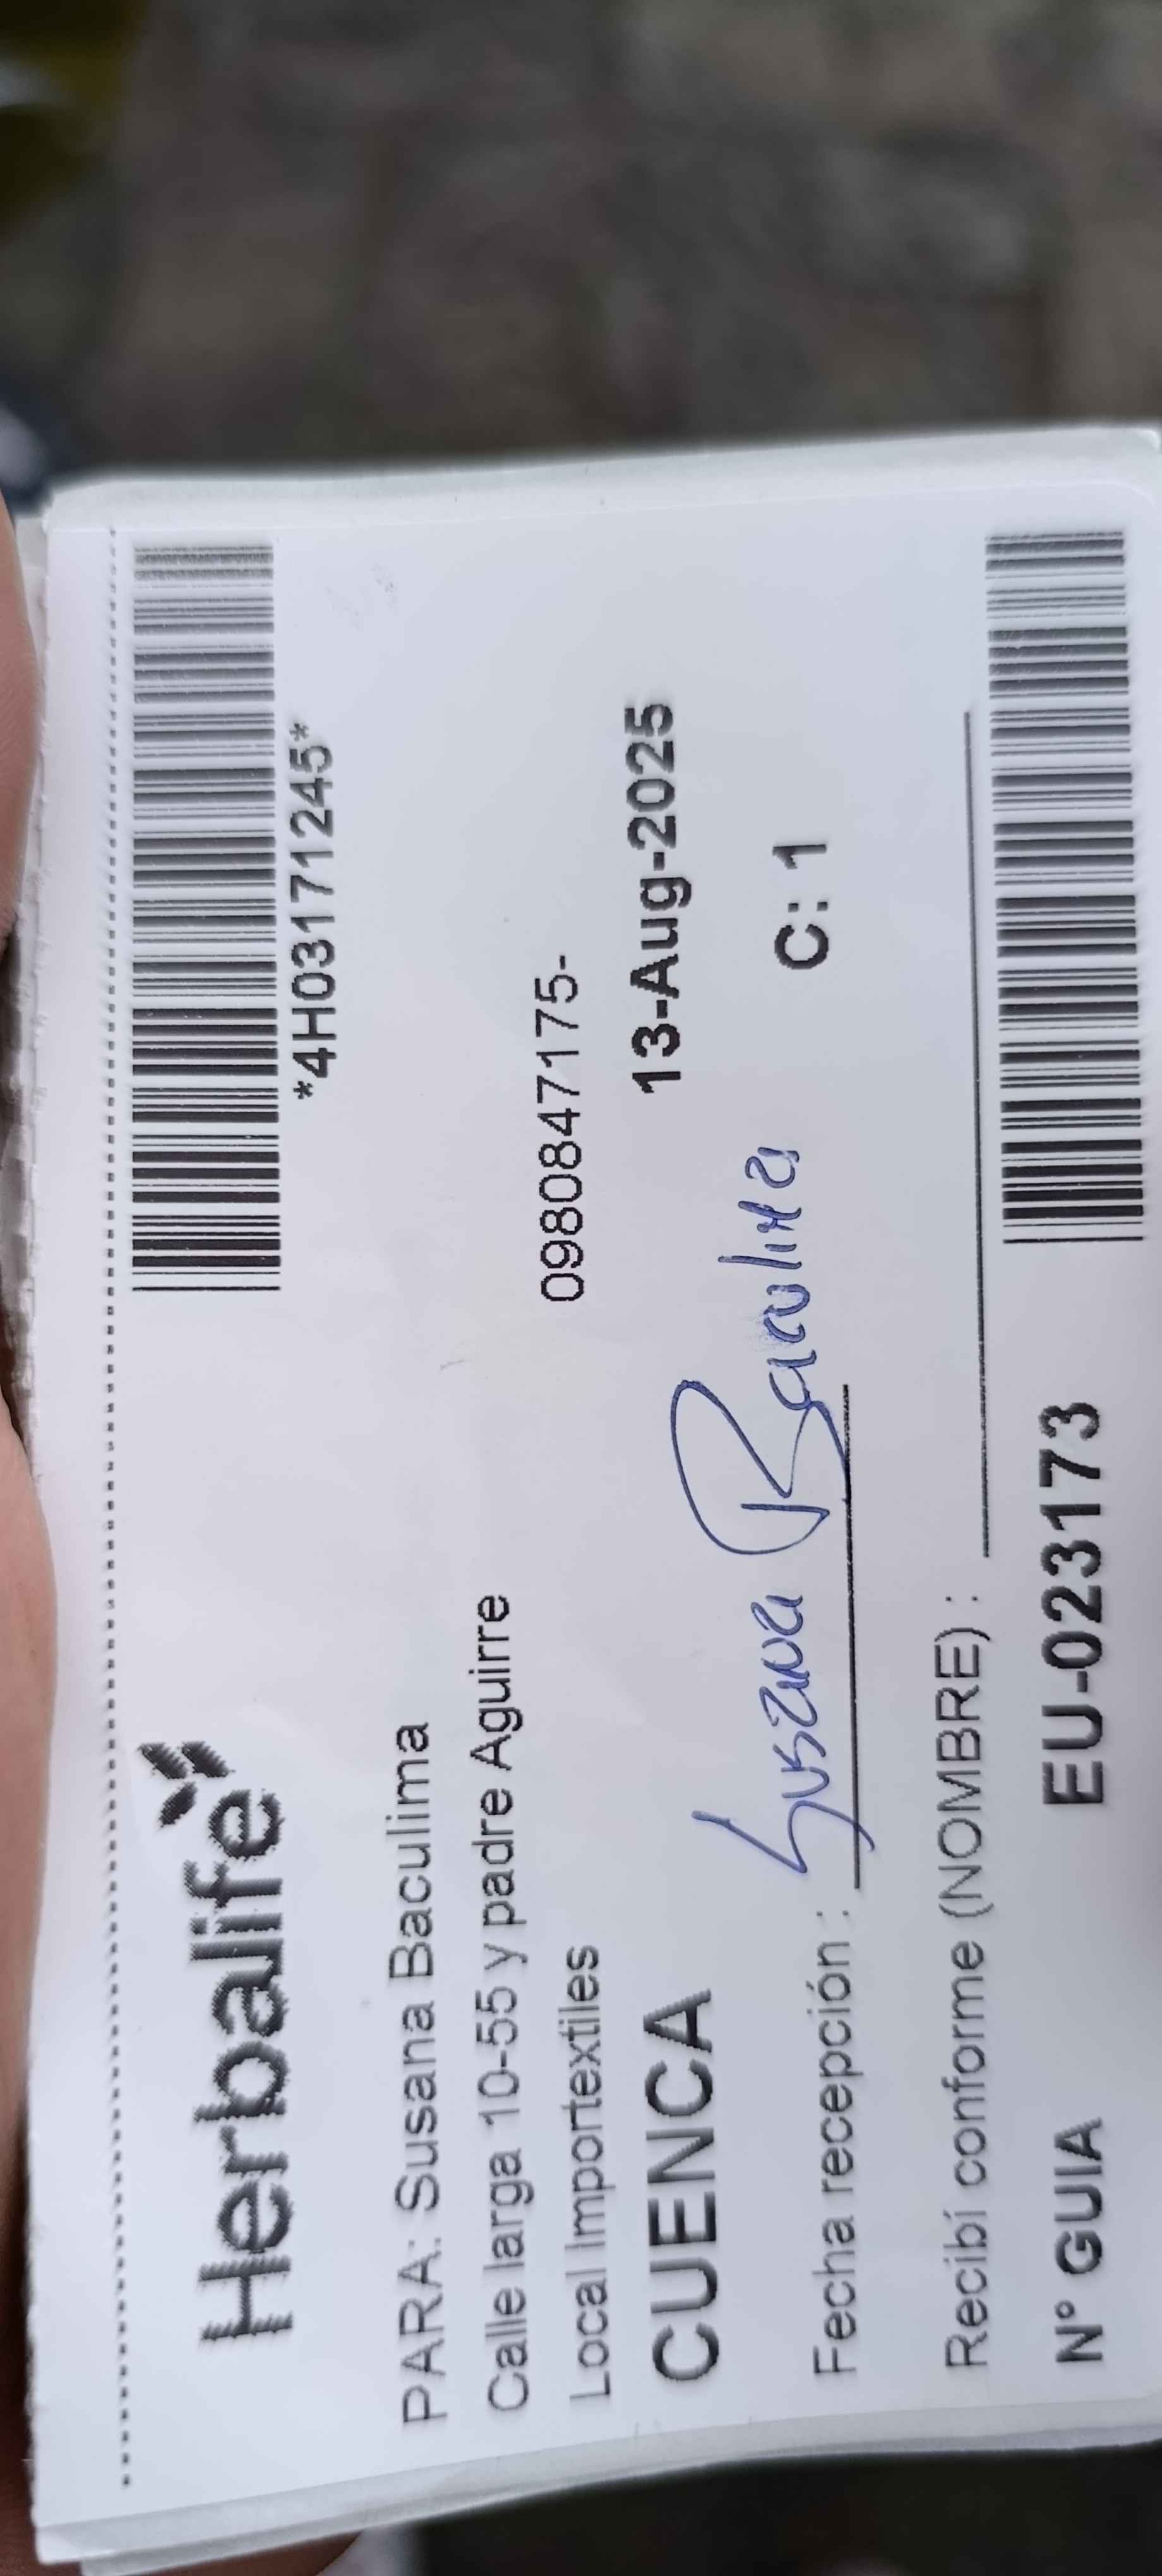 Herbalife
*4H03171245*
PARA: Susana Baculima
Calle larga 10-55 y padre Aguirre
0980847175-
Local Importextiles
CUENCA 13-Aug-2025
Fecha recepción : Susana Baculima C: 1
Recibí conforme (NOMBRE) :
N° GUIA EU-023173